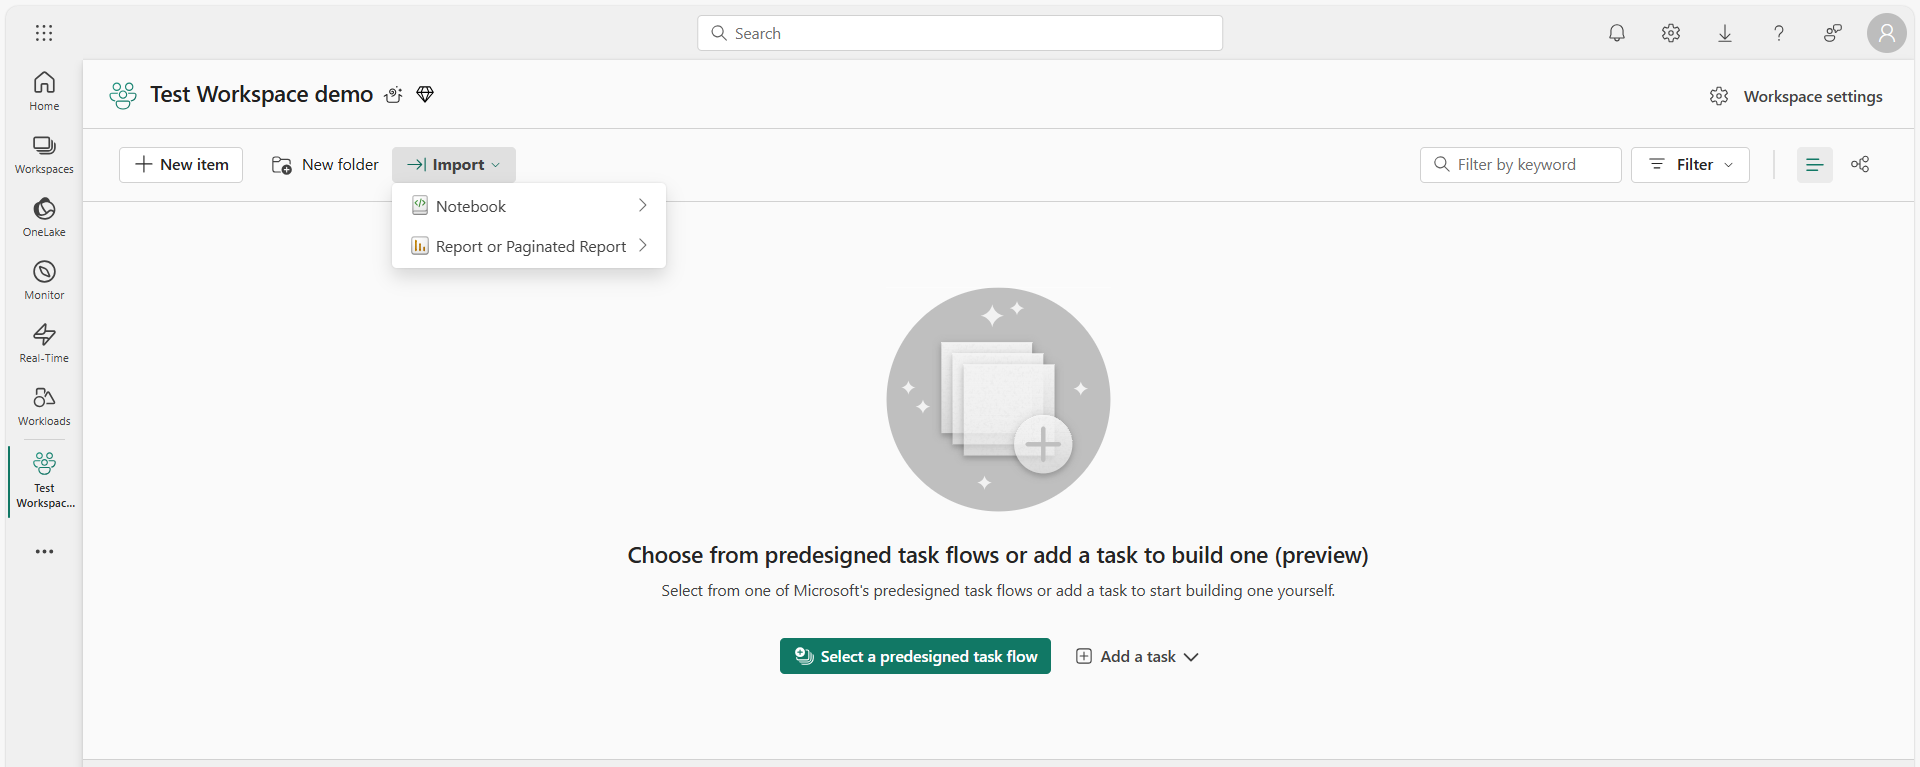 Search
Home
Workspaces
OneLake
Monitor
Real-Time
Workloads
Test
Workspac...
Test Workspace demo
Workspace settings
New item
New folder
Import
Filter by keyword
Filter
Notebook
Report or Paginated Report
Choose from predesigned task flows or add a task to build one (preview)
Select from one of Microsoft's predesigned task flows or add a task to start building one yourself.
Select a predesigned task flow
Add a task